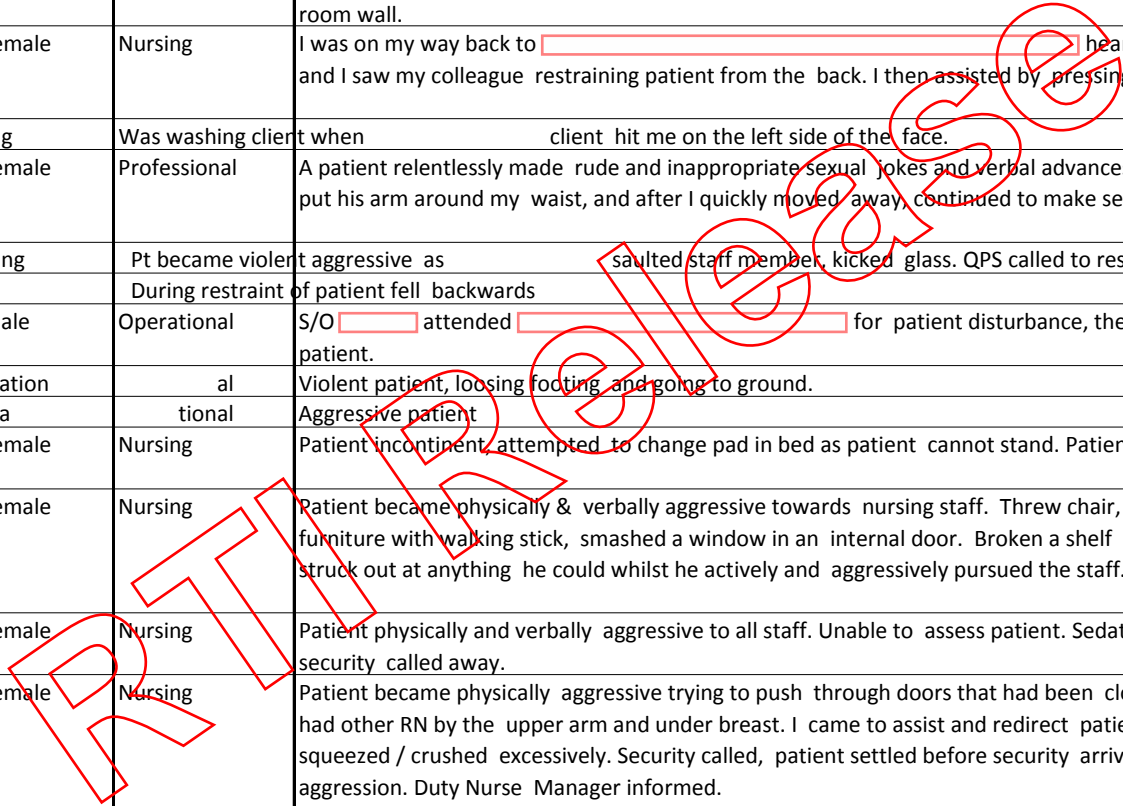 room wall.
emale Nursing I was on my way back to hear
and I saw my colleague restraining patient from the back. I then assisted by pressing
g Was washing client when client hit me on the left side of the face.
emale Professional A patient relentlessly made rude and inappropriate sexual jokes and verbal advances
put his arm around my waist, and after I quickly moved away, continued to make se
ng Pt became violent aggressive as saulted staff member, kicked glass. QPS called to res
During restraint of patient fell backwards
ale Operational S/O attended for patient disturbance, the
patient.
ation al Violent patient, loosing footing and going to ground.
a tional Aggressive patient
emale Nursing Patient incontinent, attempted to change pad in bed as patient cannot stand. Patien
emale Nursing Patient became physically & verbally aggressive towards nursing staff. Threw chair,
furniture with walking stick, smashed a window in an internal door. Broken a shelf
struck out at anything he could whilst he actively and aggressively pursued the staff.
emale Nursing Patient physically and verbally aggressive to all staff. Unable to assess patient. Sedat
security called away.
emale Nursing Patient became physically aggressive trying to push through doors that had been clo
had other RN by the upper arm and under breast. I came to assist and redirect patie
squeezed / crushed excessively. Security called, patient settled before security arriv
aggression. Duty Nurse Manager informed.
RTI Release